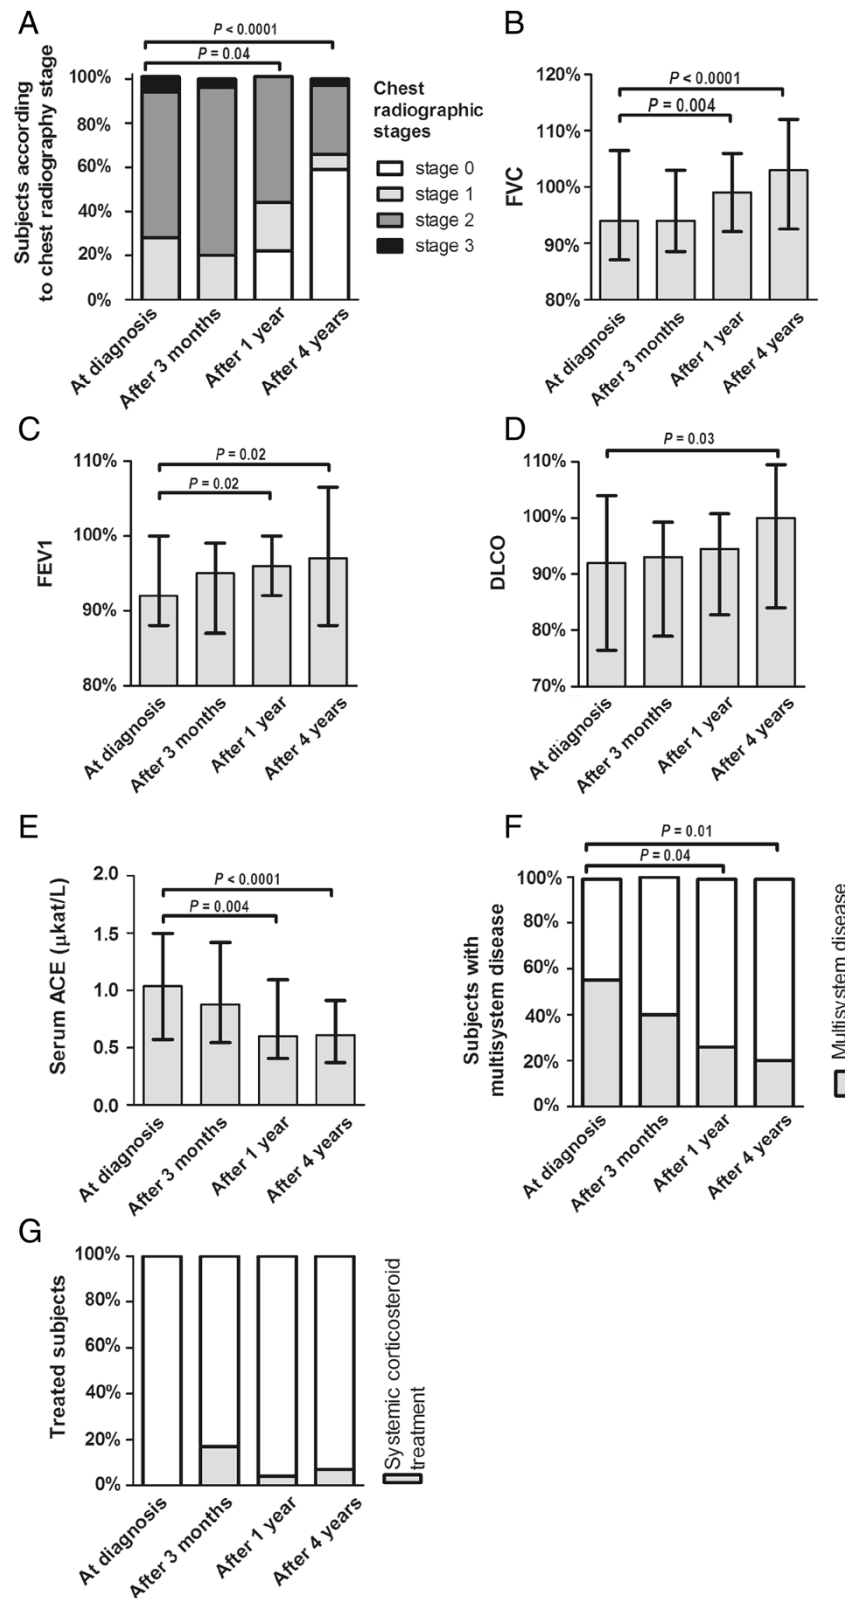 A
P < 0.0001
P = 0.04
Subjects according
to chest radiography stage
100%
80%
60%
40%
20%
0%
At diagnosis
After 3 months
After 1 year
After 4 years
Chest
radiographic
stages
stage 0
stage 1
stage 2
stage 3
B
P < 0.0001
P = 0.004
FVC
120%
110%
100%
90%
80%
At diagnosis
After 3 months
After 1 year
After 4 years
C
P = 0.02
P = 0.02
FEV1
110%
100%
90%
80%
At diagnosis
After 3 months
After 1 year
After 4 years
D
P = 0.03
DLCO
110%
100%
90%
80%
70%
At diagnosis
After 3 months
After 1 year
After 4 years
E
P < 0.0001
P = 0.004
Serum ACE (µkat/L)
2.0
1.5
1.0
0.5
0.0
At diagnosis
After 3 months
After 1 year
After 4 years
F
P = 0.01
P = 0.04
Subjects with
multisystem disease
100%
80%
60%
40%
20%
0%
At diagnosis
After 3 months
After 1 year
After 4 years
Multisystem disease
G
Treated subjects
100%
80%
60%
40%
20%
0%
At diagnosis
After 3 months
After 1 year
After 4 years
Systemic corticosteroid
treatment